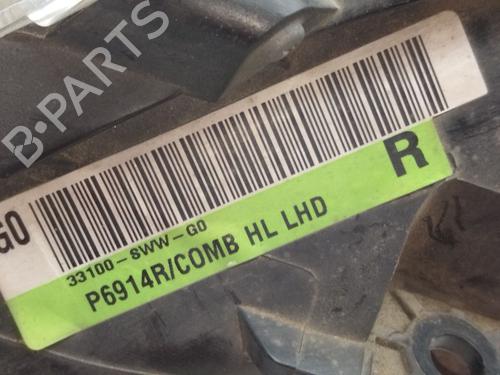 B·PARTS
G0
33100-SWW-G0
R
P6914R/COMB HL LHD